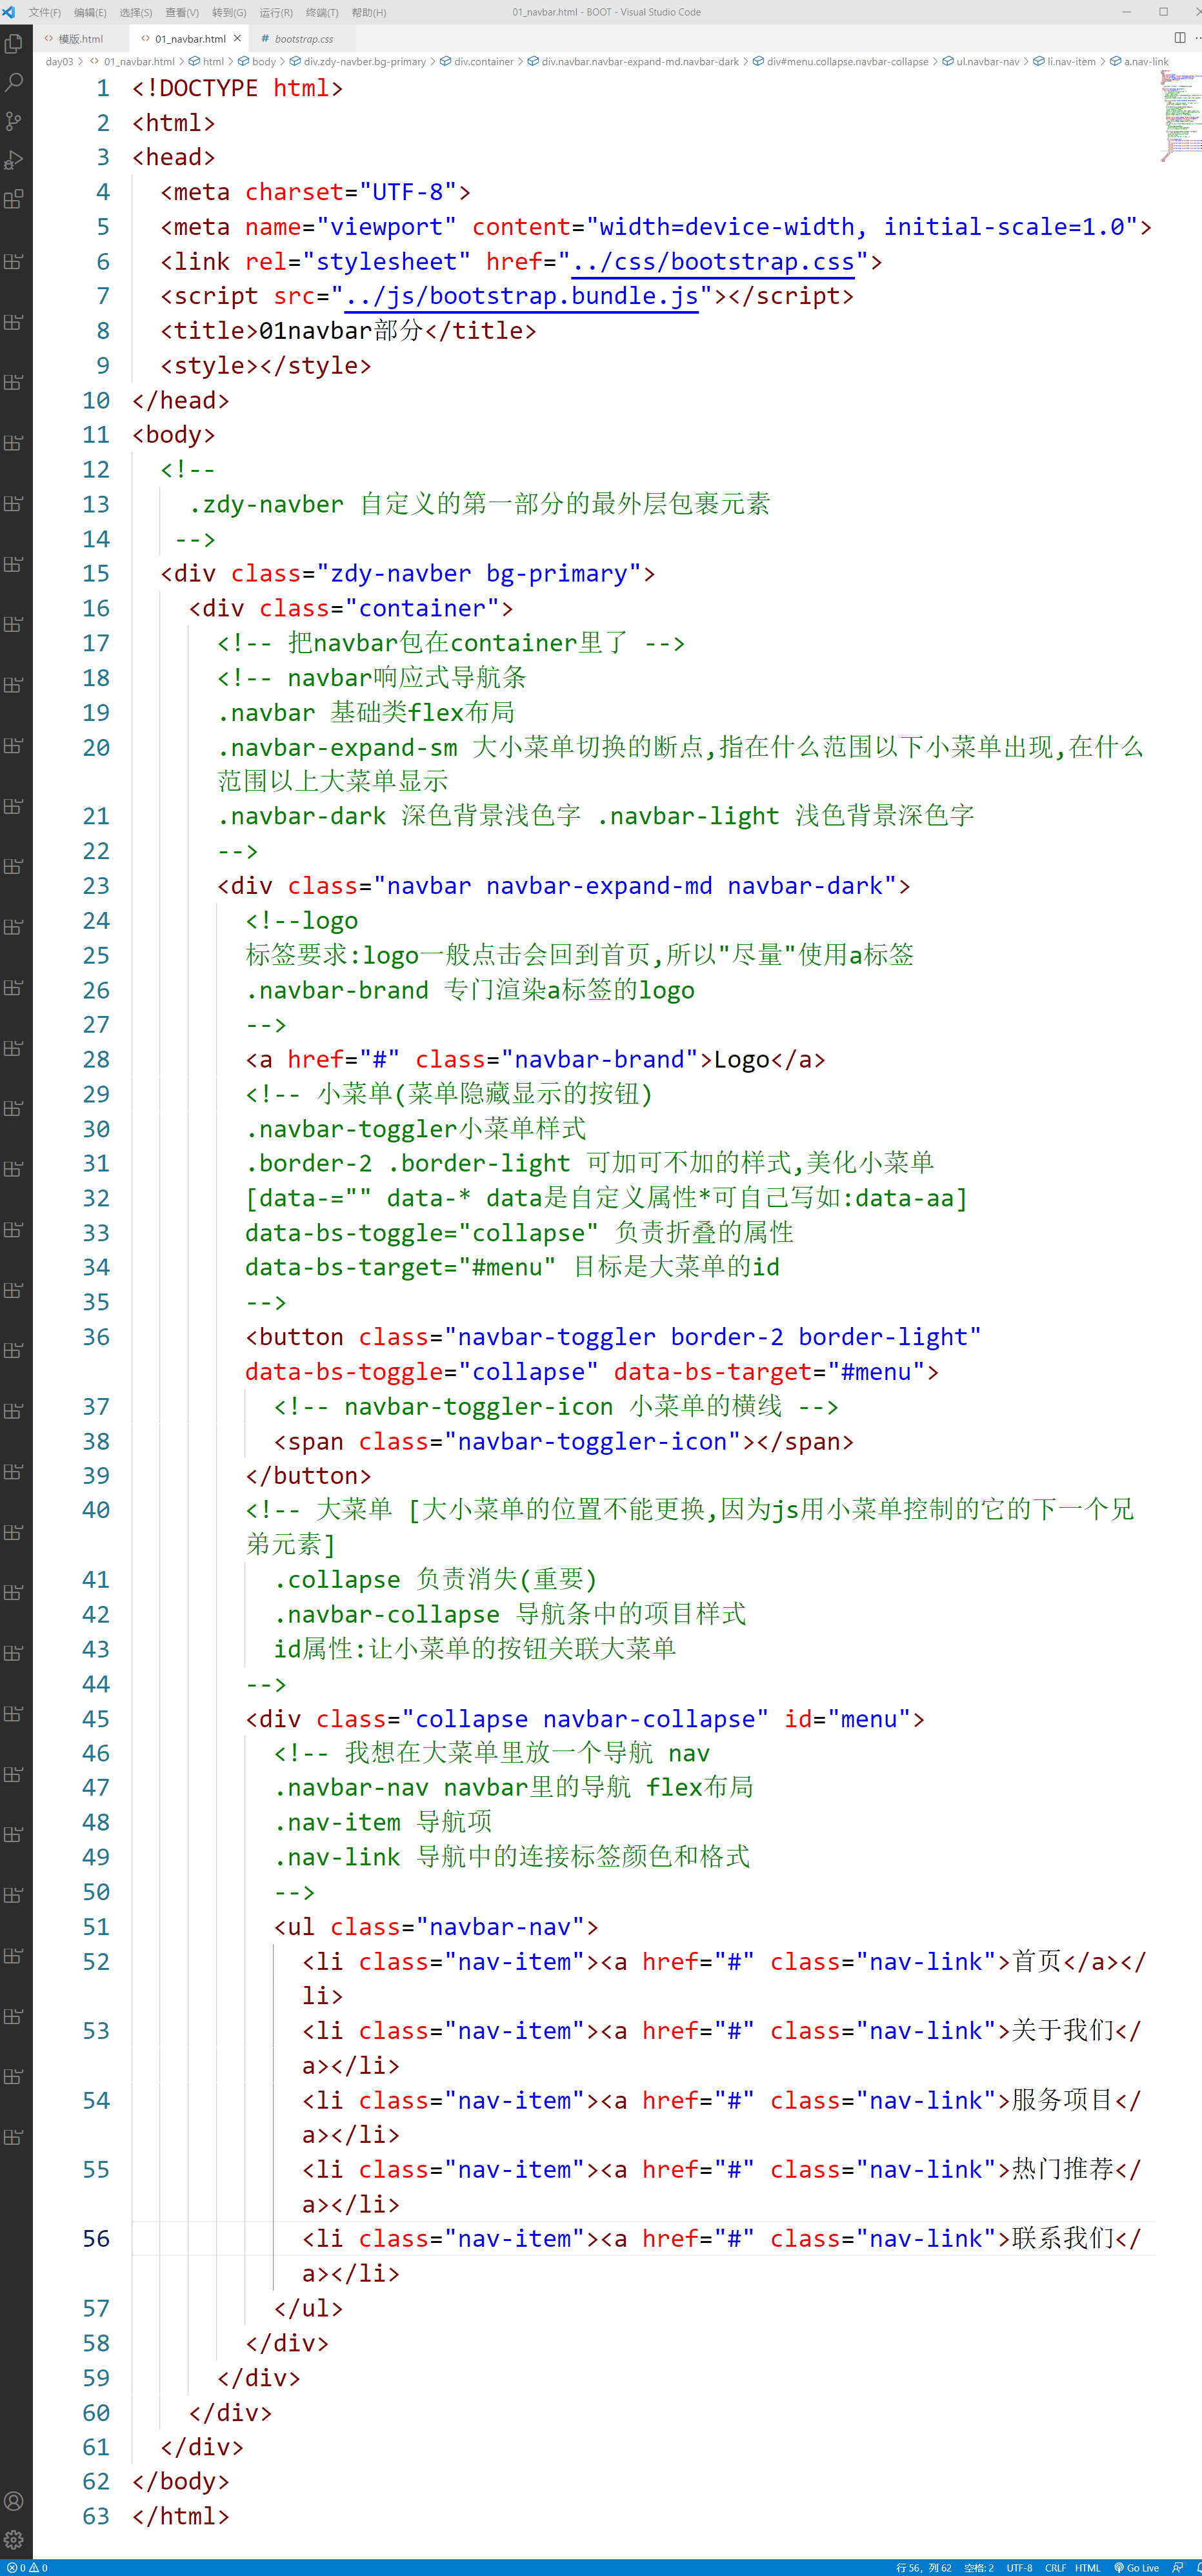 文件(F) 编辑(E) 选择(S) 查看(V) 转到(G) 运行(R) 终端(T) 帮助(H) 01_navbar.html - BOOT - Visual Studio Code
模版.html 01_navbar.html bootstrap.css
day03 > 01_navbar.html > html > body > div.zdy-navber.bg-primary > div.container > div.navbar.navbar-expand-md.navbar-dark > div#menu.collapse.navbar-collapse > ul.navbar-nav > li.nav-item > a.nav-link
1 <!DOCTYPE html>
2 <html>
3 <head>
4 <meta charset="UTF-8">
5 <meta name="viewport" content="width=device-width, initial-scale=1.0">
6 <link rel="stylesheet" href="../css/bootstrap.css">
7 <script src="../js/bootstrap.bundle.js"></script>
8 <title>01navbar部分</title>
9 <style></style>
10 </head>
11 <body>
12 <!--
13 .zdy-navber 自定义的第一部分的最外层包裹元素
14 -->
15 <div class="zdy-navber bg-primary">
16 <div class="container">
17 <!-- 把navbar包在container里了 -->
18 <!-- navbar响应式导航条
19 .navbar 基础类flex布局
20 .navbar-expand-sm 大小菜单切换的断点,指在什么范围以下小菜单出现,在什么
范围以上大菜单显示
21 .navbar-dark 深色背景浅色字 .navbar-light 浅色背景深色字
22 -->
23 <div class="navbar navbar-expand-md navbar-dark">
24 <!--logo
25 标签要求:logo一般点击会回到首页,所以"尽量"使用a标签
26 .navbar-brand 专门渲染a标签的logo
27 -->
28 <a href="#" class="navbar-brand">Logo</a>
29 <!-- 小菜单(菜单隐藏显示的按钮)
30 .navbar-toggler小菜单样式
31 .border-2 .border-light 可加可不加的样式,美化小菜单
32 [data-="" data-* data是自定义属性*可自己写如:data-aa]
33 data-bs-toggle="collapse" 负责折叠的属性
34 data-bs-target="#menu" 目标是大菜单的id
35 -->
36 <button class="navbar-toggler border-2 border-light"
data-bs-toggle="collapse" data-bs-target="#menu">
37 <!-- navbar-toggler-icon 小菜单的横线 -->
38 <span class="navbar-toggler-icon"></span>
39 </button>
40 <!-- 大菜单 [大小菜单的位置不能更换,因为js用小菜单控制的它的下一个兄
弟元素]
41 .collapse 负责消失(重要)
42 .navbar-collapse 导航条中的项目样式
43 id属性:让小菜单的按钮关联大菜单
44 -->
45 <div class="collapse navbar-collapse" id="menu">
46 <!-- 我想在大菜单里放一个导航 nav
47 .navbar-nav navbar里的导航 flex布局
48 .nav-item 导航项
49 .nav-link 导航中的连接标签颜色和格式
50 -->
51 <ul class="navbar-nav">
52 <li class="nav-item"><a href="#" class="nav-link">首页</a></
li>
53 <li class="nav-item"><a href="#" class="nav-link">关于我们</
a></li>
54 <li class="nav-item"><a href="#" class="nav-link">服务项目</
a></li>
55 <li class="nav-item"><a href="#" class="nav-link">热门推荐</
a></li>
56 <li class="nav-item"><a href="#" class="nav-link">联系我们</
a></li>
57 </ul>
58 </div>
59 </div>
60 </div>
61 </div>
62 </body>
63 </html>
0 0 行 56，列 62 空格: 2 UTF-8 CRLF HTML Go Live